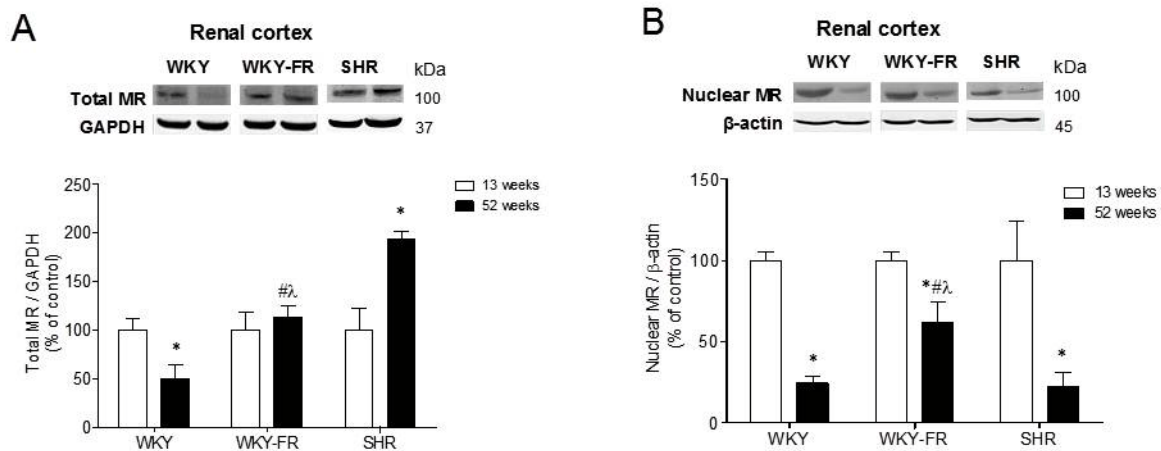 A
Renal cortex
WKY WKY-FR SHR kDa
Total MR 100
GAPDH 37
250
200
150
100
50
0
Total MR / GAPDH
(% of control)
13 weeks
52 weeks
*
#λ
*
WKY WKY-FR SHR
B
Renal cortex
WKY WKY-FR SHR kDa
Nuclear MR 100
β-actin 45
150
100
50
0
Nuclear MR / β-actin
(% of control)
13 weeks
52 weeks
*
*#λ
*
WKY WKY-FR SHR